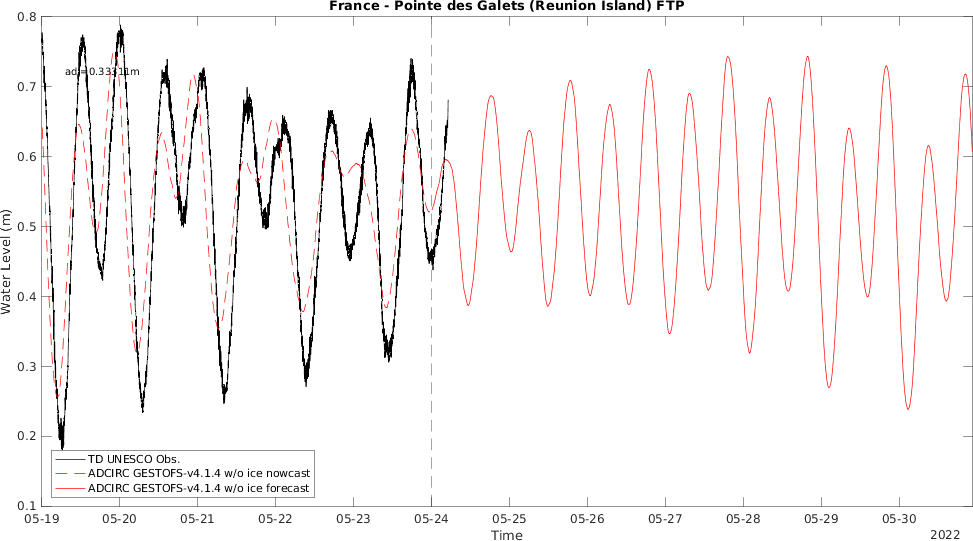 France - Pointe des Galets (Reunion Island) FTP
0.8
0.7
0.6
0.5
0.4
0.3
0.2
0.1
Water Level (m)
adj=0.33311m
TD UNESCO Obs.
ADCIRC GESTOFS-v4.1.4 w/o ice nowcast
ADCIRC GESTOFS-v4.1.4 w/o ice forecast
05-19 05-20 05-21 05-22 05-23 05-24 05-25 05-26 05-27 05-28 05-29 05-30
Time
2022